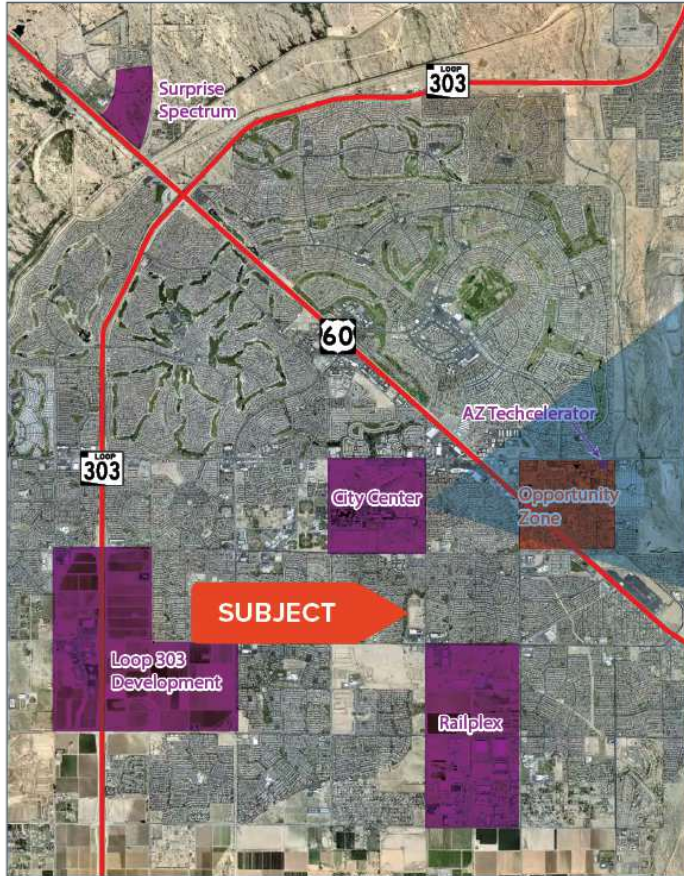 LOOP
303
Surprise
Spectrum
60
AZ Techcelerator
LOOP
303
City Center
Opportunity
Zone
SUBJECT
Loop 303
Development
Railplex